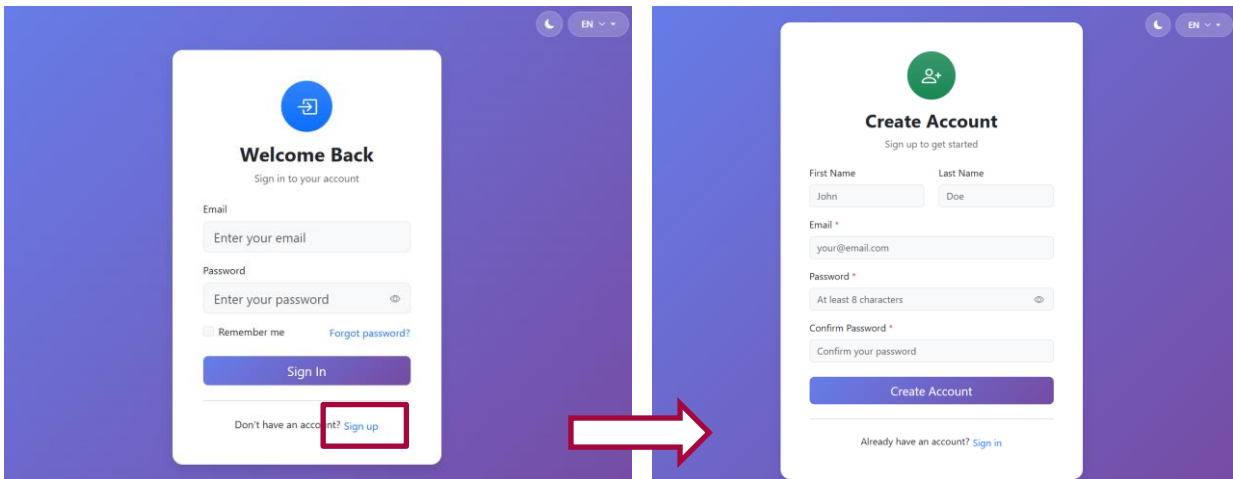 EN
Welcome Back
Sign in to your account
Email
Enter your email
Password
Enter your password
Remember me Forgot password?
Sign In
Don't have an account? Sign up
EN
Create Account
Sign up to get started
First Name Last Name
John Doe
Email *
your@email.com
Password *
At least 8 characters
Confirm Password *
Confirm your password
Create Account
Already have an account? Sign in